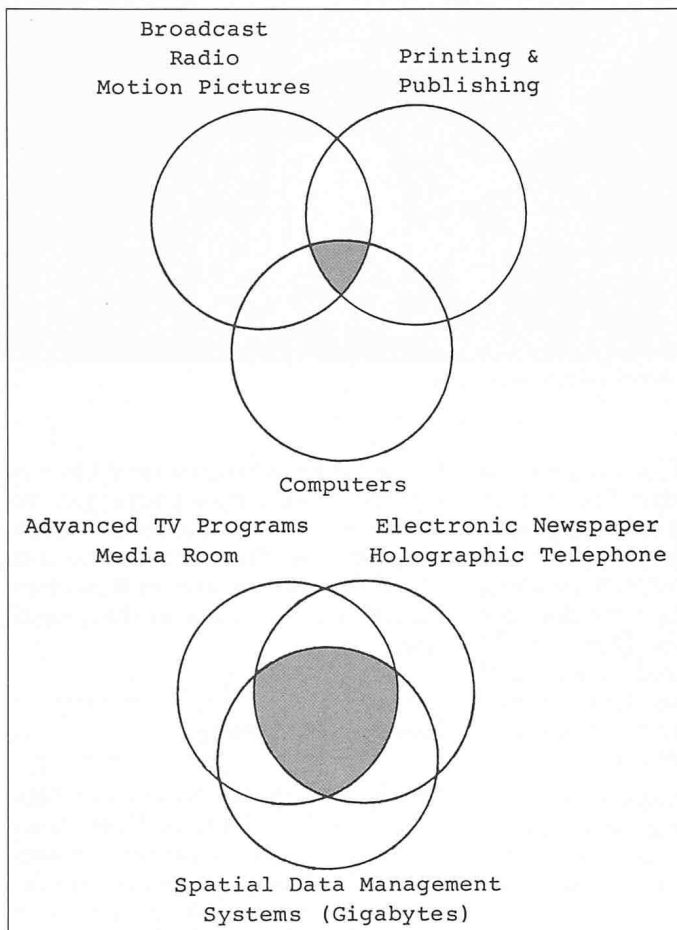 Broadcast
Radio
Motion Pictures
Printing &
Publishing
Computers
Advanced TV Programs
Media Room
Electronic Newspaper
Holographic Telephone
Spatial Data Management
Systems (Gigabytes)